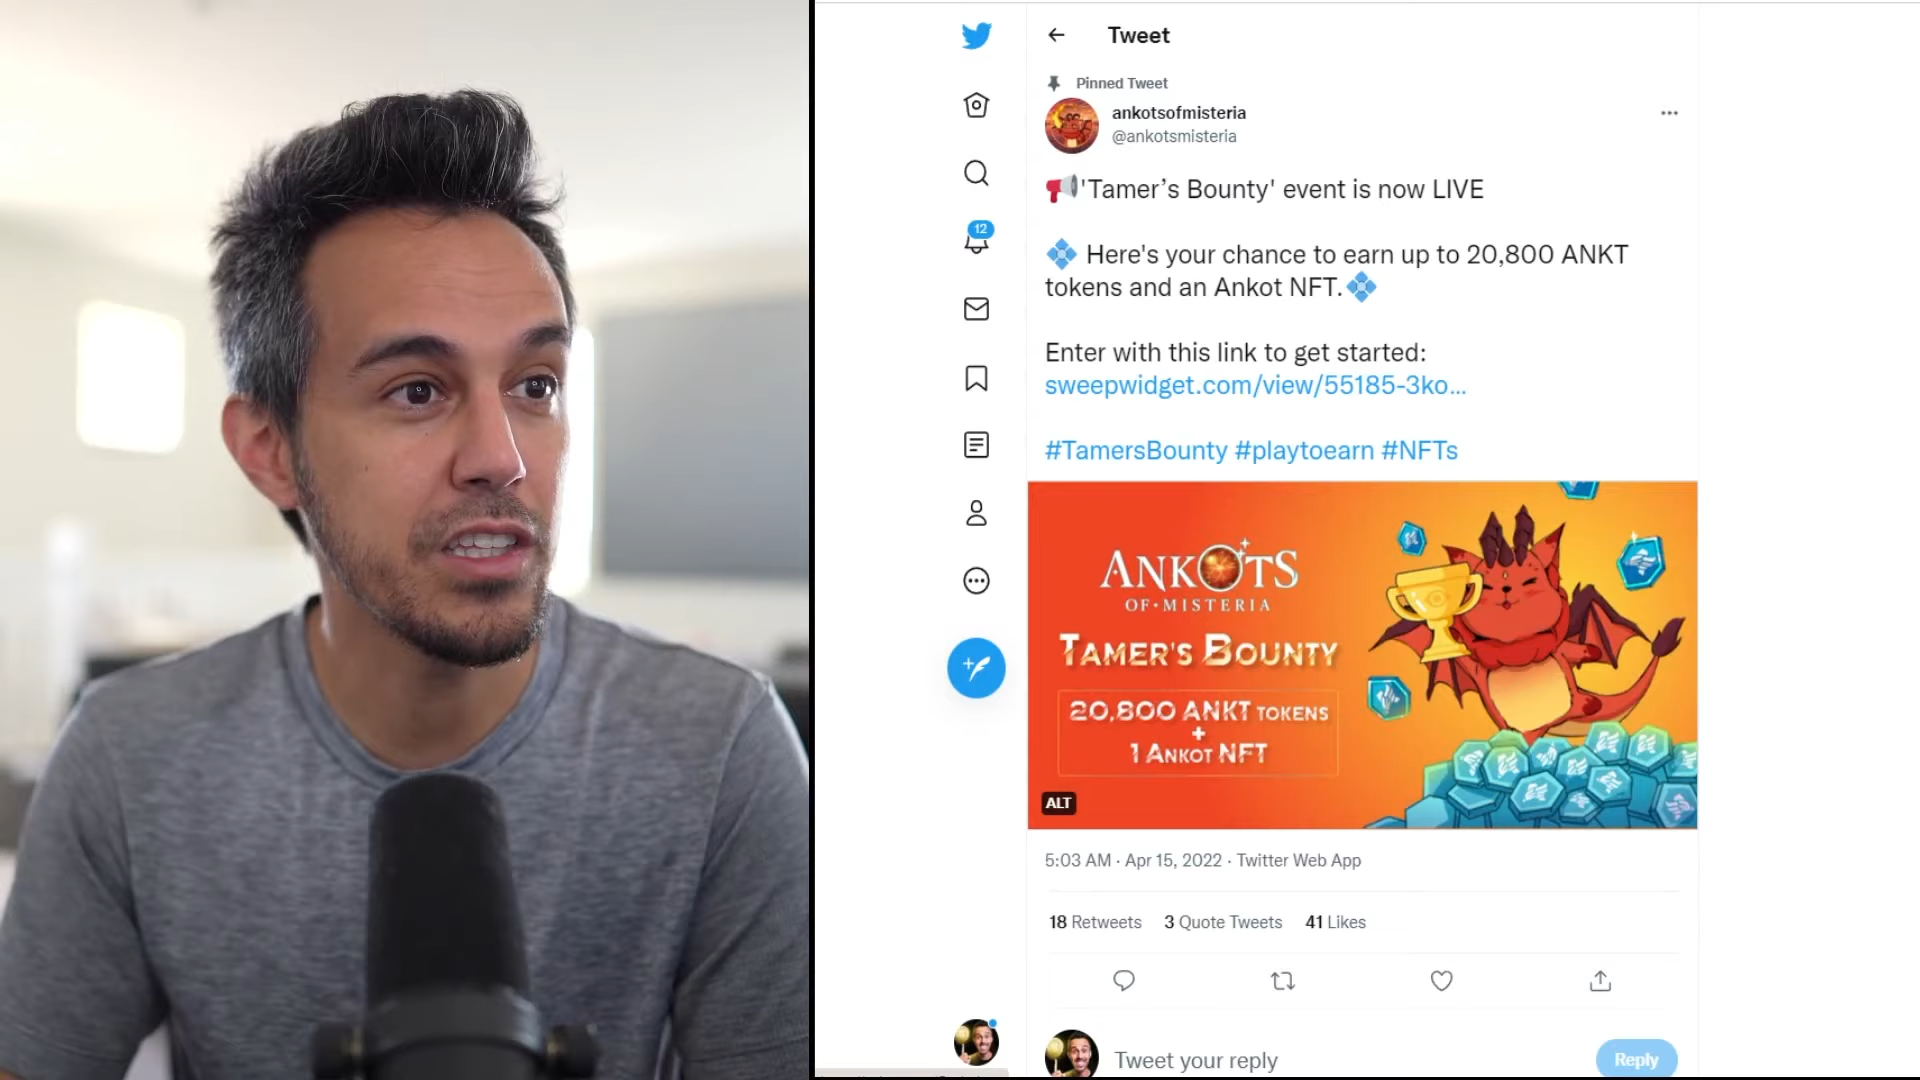 Tweet
Pinned Tweet
ankotsofmisteria
@ankotsmisteria
'Tamer’s Bounty' event is now LIVE
Here's your chance to earn up to 20,800 ANKT
tokens and an Ankot NFT.
Enter with this link to get started:
sweepwidget.com/view/55185-3ko...
#TamersBounty #playtoearn #NFTs
12
ANKOTS
OF•MISTERIA
TAMER'S BOUNTY
20,800 ANKT TOKENS
+
1 ANKOT NFT
ALT
5:03 AM · Apr 15, 2022 · Twitter Web App
18 Retweets 3 Quote Tweets 41 Likes
Tweet your reply
Reply